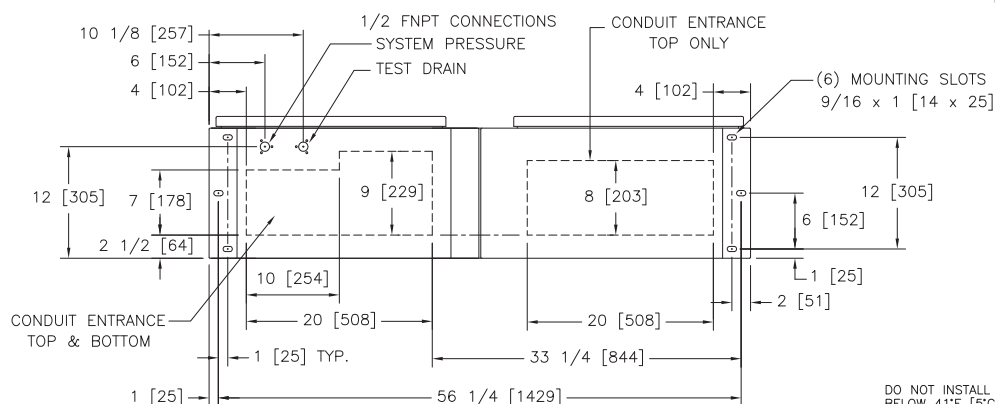 1/2 FNPT CONNECTIONS
SYSTEM PRESSURE
TEST DRAIN
10 1/8 [257]
6 [152]
4 [102]
CONDUIT ENTRANCE
TOP ONLY
4 [102]
(6) MOUNTING SLOTS
9/16 x 1 [14 x 25]
12 [305]
7 [178]
2 1/2 [64]
9 [229]
8 [203]
12 [305]
6 [152]
1 [25]
2 [51]
10 [254]
20 [508]
20 [508]
CONDUIT ENTRANCE
TOP & BOTTOM
1 [25] TYP.
33 1/4 [844]
1 [25]
56 1/4 [1429]
DO NOT INSTALL
BELOW 41°F [5°C